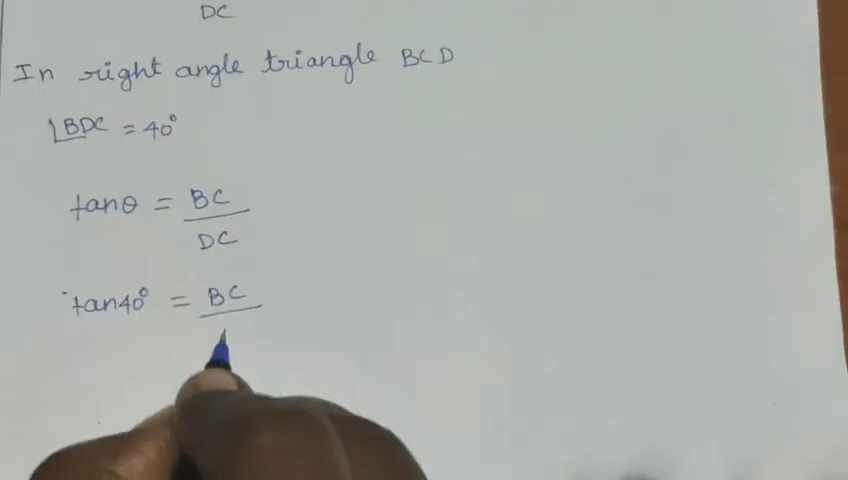 DC
In right angle triangle BCD
∠BDC = 40°
tanθ = BC
DC
tan40° = BC